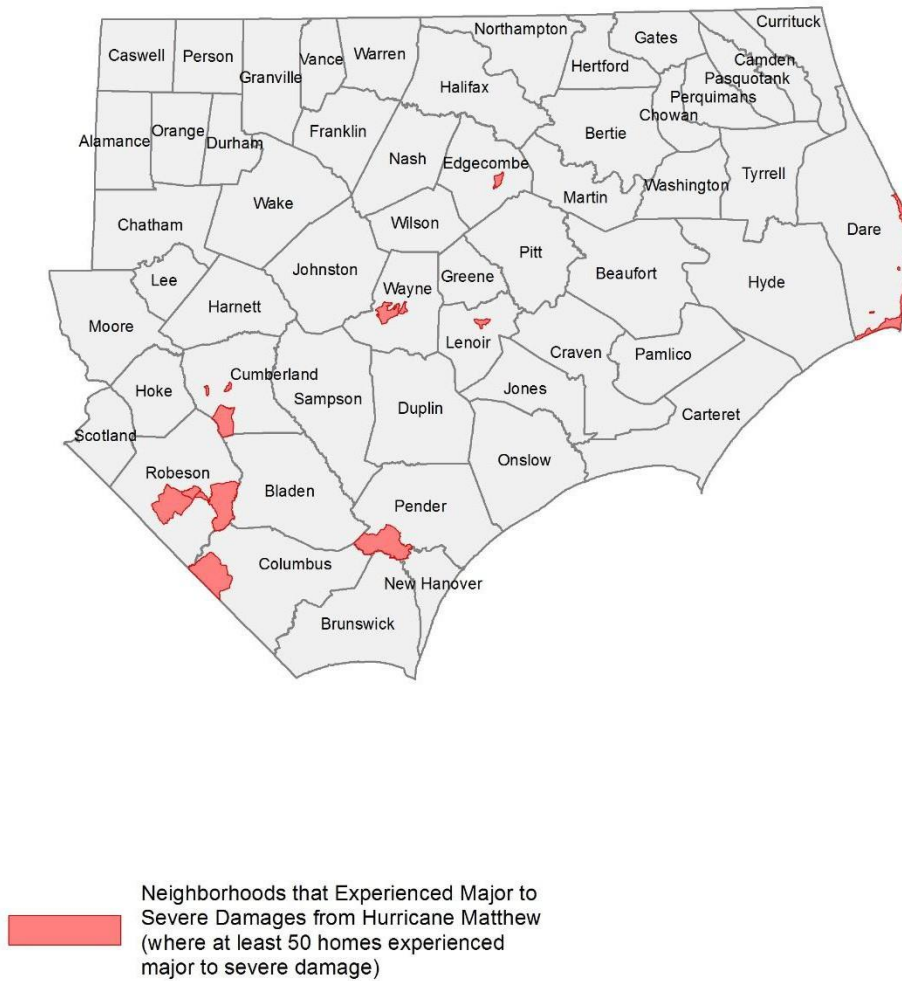 Currituck
Northampton
Gates
Caswell
Person
Vance
Warren
Granville
Hertford
Camden
Halifax
Pasquotank
Perquimans
Chowan
Alamance
Orange
Durham
Franklin
Bertie
Nash
Edgecombe
Tyrrell
Washington
Martin
Wake
Wilson
Chatham
Dare
Pitt
Johnston
Greene
Beaufort
Lee
Hyde
Wayne
Harnett
Moore
Lenoir
Craven
Pamlico
Cumberland
Hoke
Jones
Sampson
Duplin
Carteret
Scotland
Onslow
Robeson
Bladen
Pender
Columbus
New Hanover
Brunswick
Neighborhoods that Experienced Major to
Severe Damages from Hurricane Matthew
(where at least 50 homes experienced
major to severe damage)